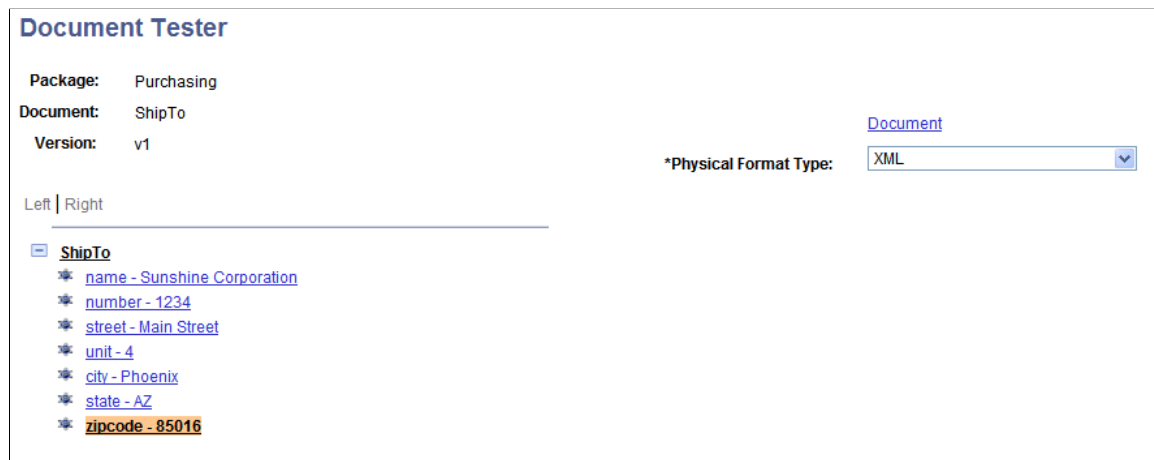 Document Tester
Package: Purchasing
Document: ShipTo
Version: v1
Document
*Physical Format Type: XML
Left | Right
ShipTo
name - Sunshine Corporation
number - 1234
street - Main Street
unit - 4
city - Phoenix
state - AZ
zipcode - 85016